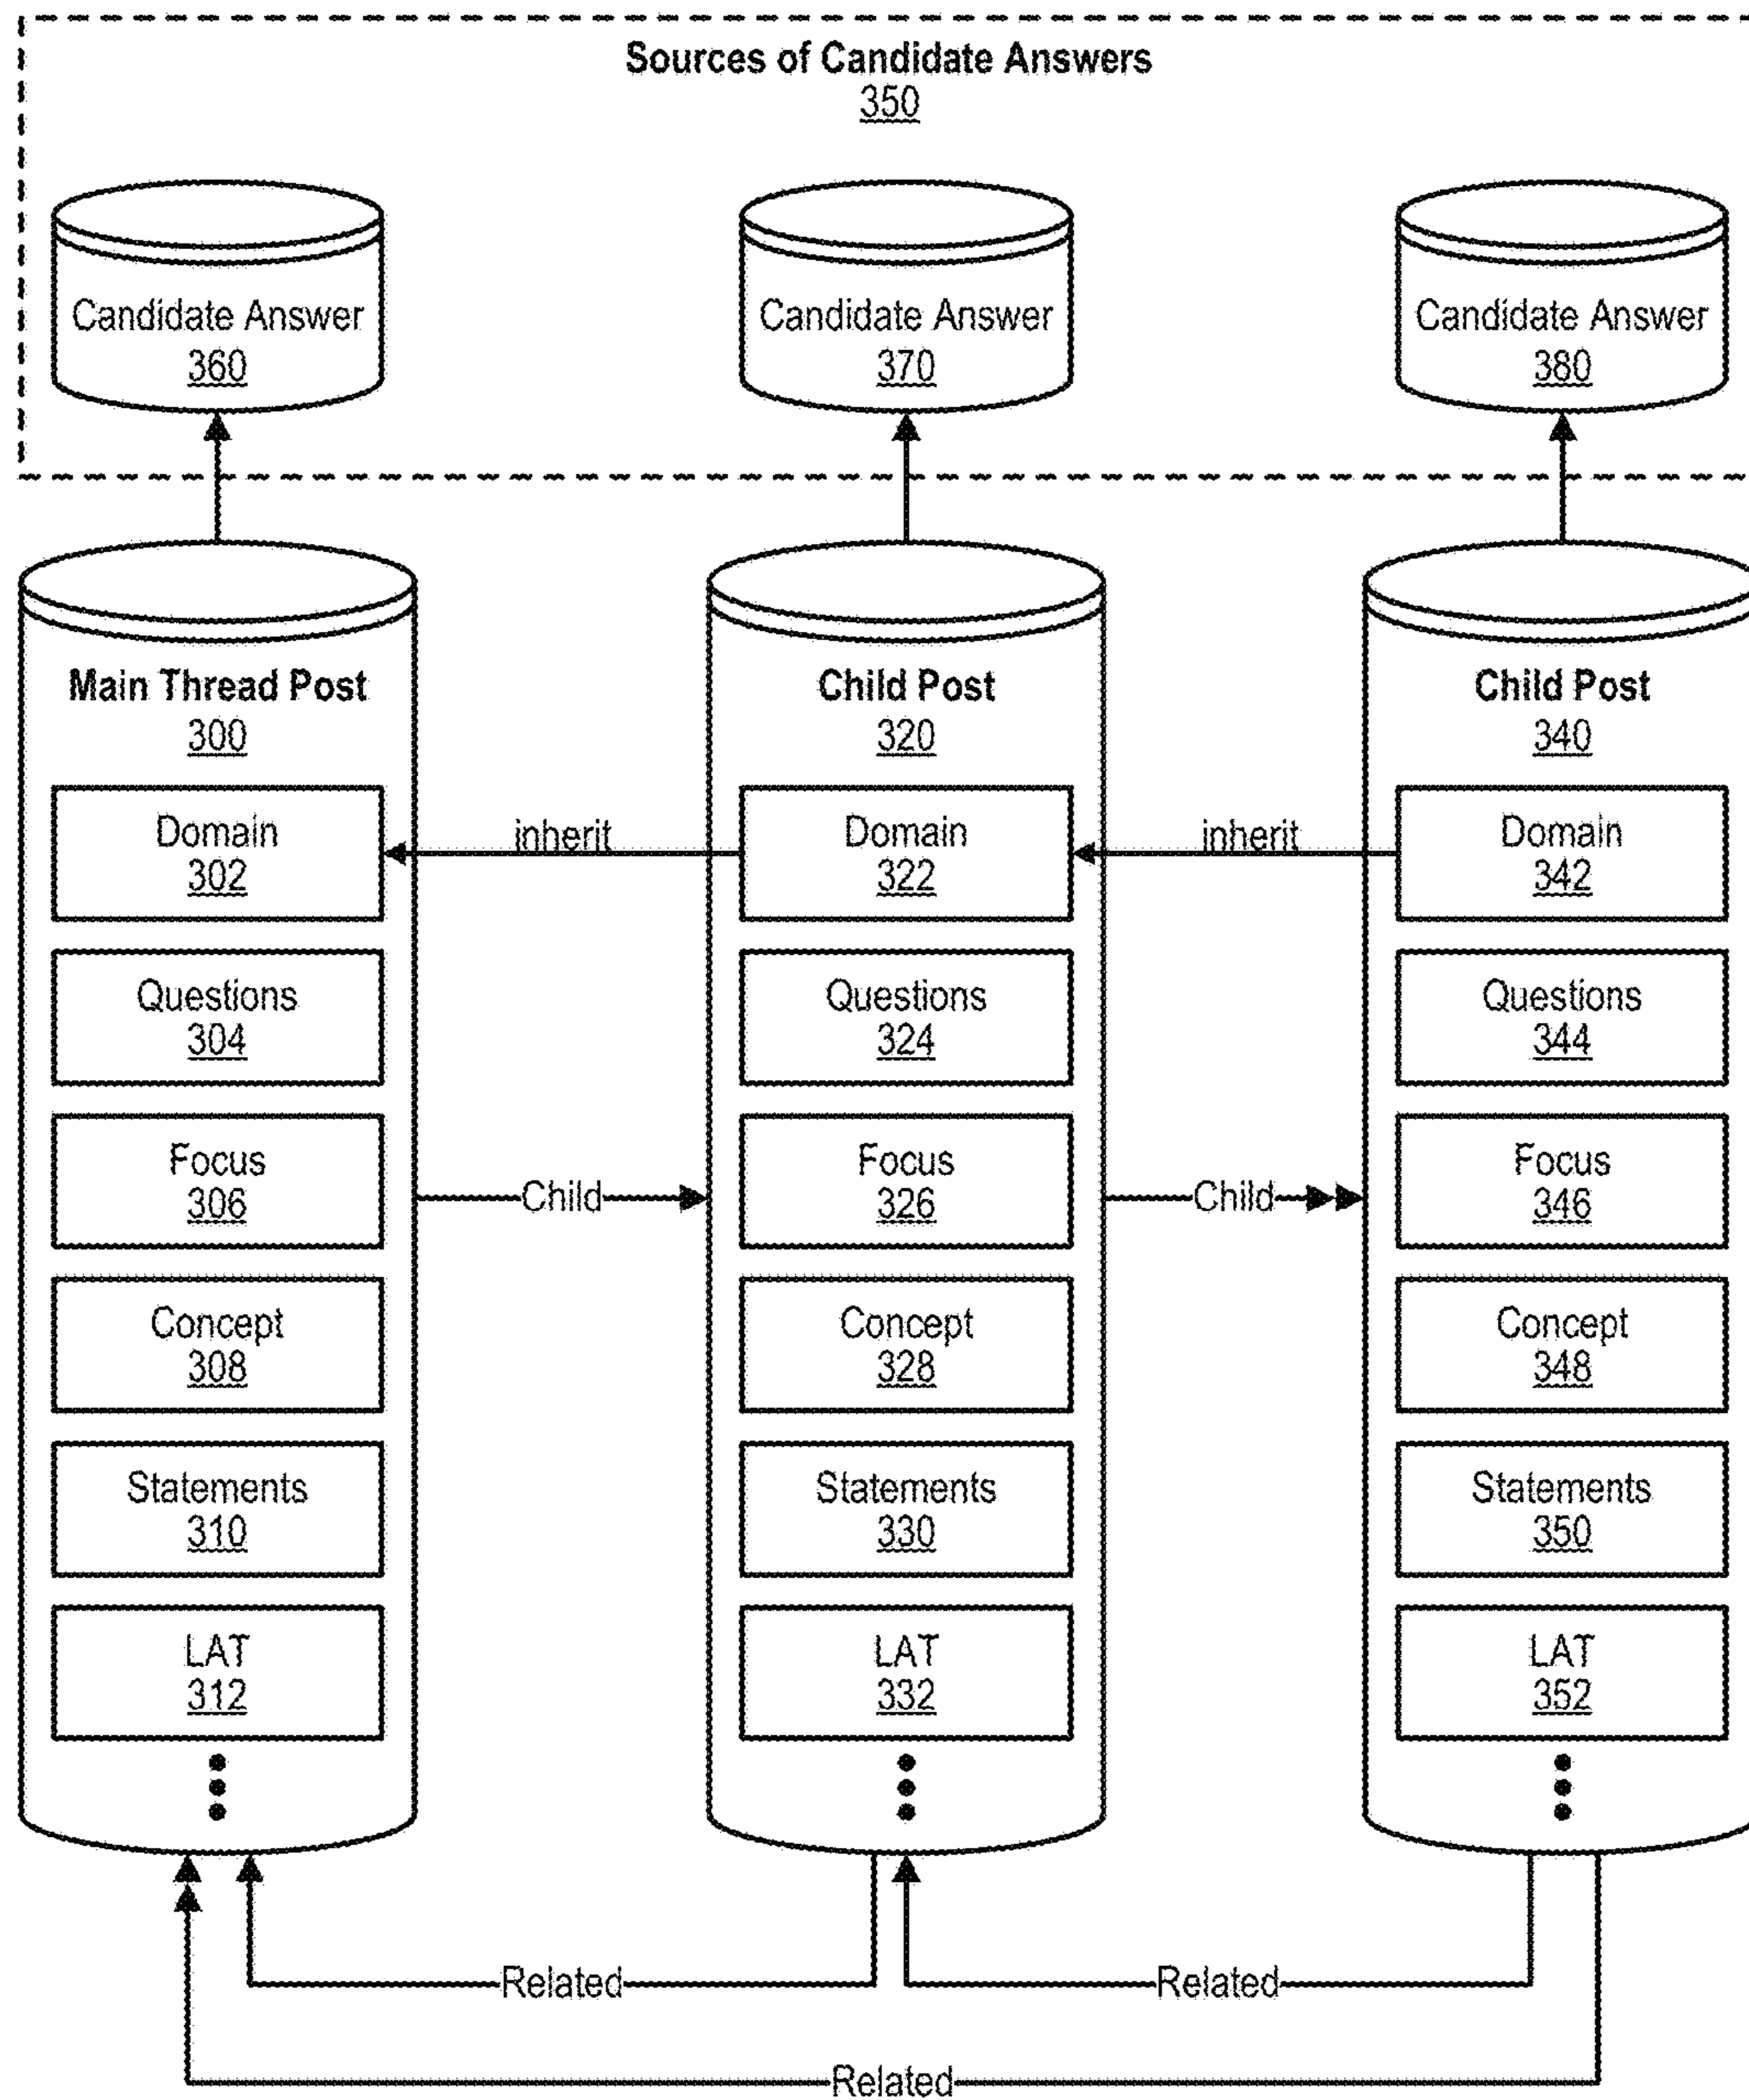 Sources of Candidate Answers
350
Candidate Answer
360
Candidate Answer
370
Candidate Answer
380
Main Thread Post
300
Domain
302
Questions
304
Focus
306
Concept
308
Statements
310
LAT
312
inherit
Child
Child Post
320
Domain
322
Questions
324
Focus
326
Concept
328
Statements
330
LAT
332
inherit
Child
Child Post
340
Domain
342
Questions
344
Focus
346
Concept
348
Statements
350
LAT
352
Related
Related
Related